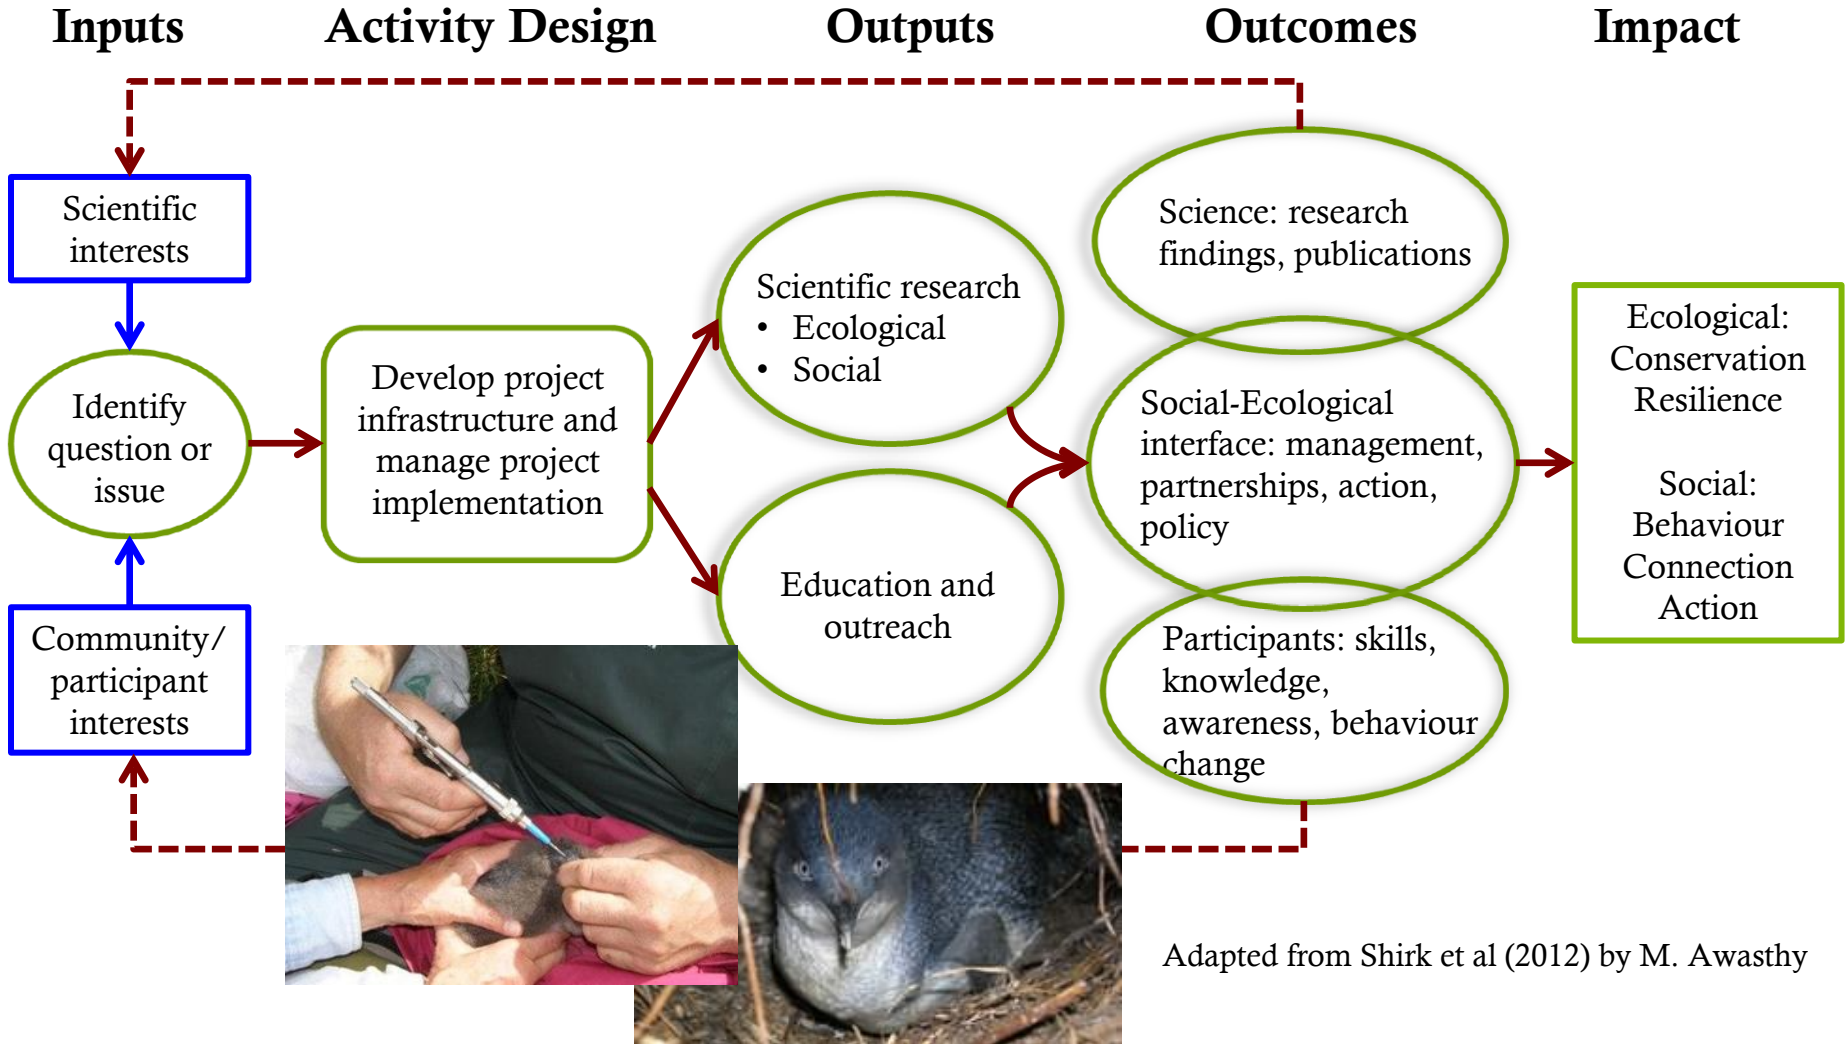 Inputs
Activity Design
Outputs
Outcomes
Impact
Scientific
interests
Identify
question or
issue
Community/
participant
interests
Develop project
infrastructure and
manage project
implementation
Scientific research
• Ecological
• Social
Education and
outreach
Science: research
findings, publications
Social-Ecological
interface: management,
partnerships, action,
policy
Participants: skills,
knowledge,
awareness, behaviour
change
Ecological:
Conservation
Resilience
Social:
Behaviour
Connection
Action
Adapted from Shirk et al (2012) by M. Awasthy